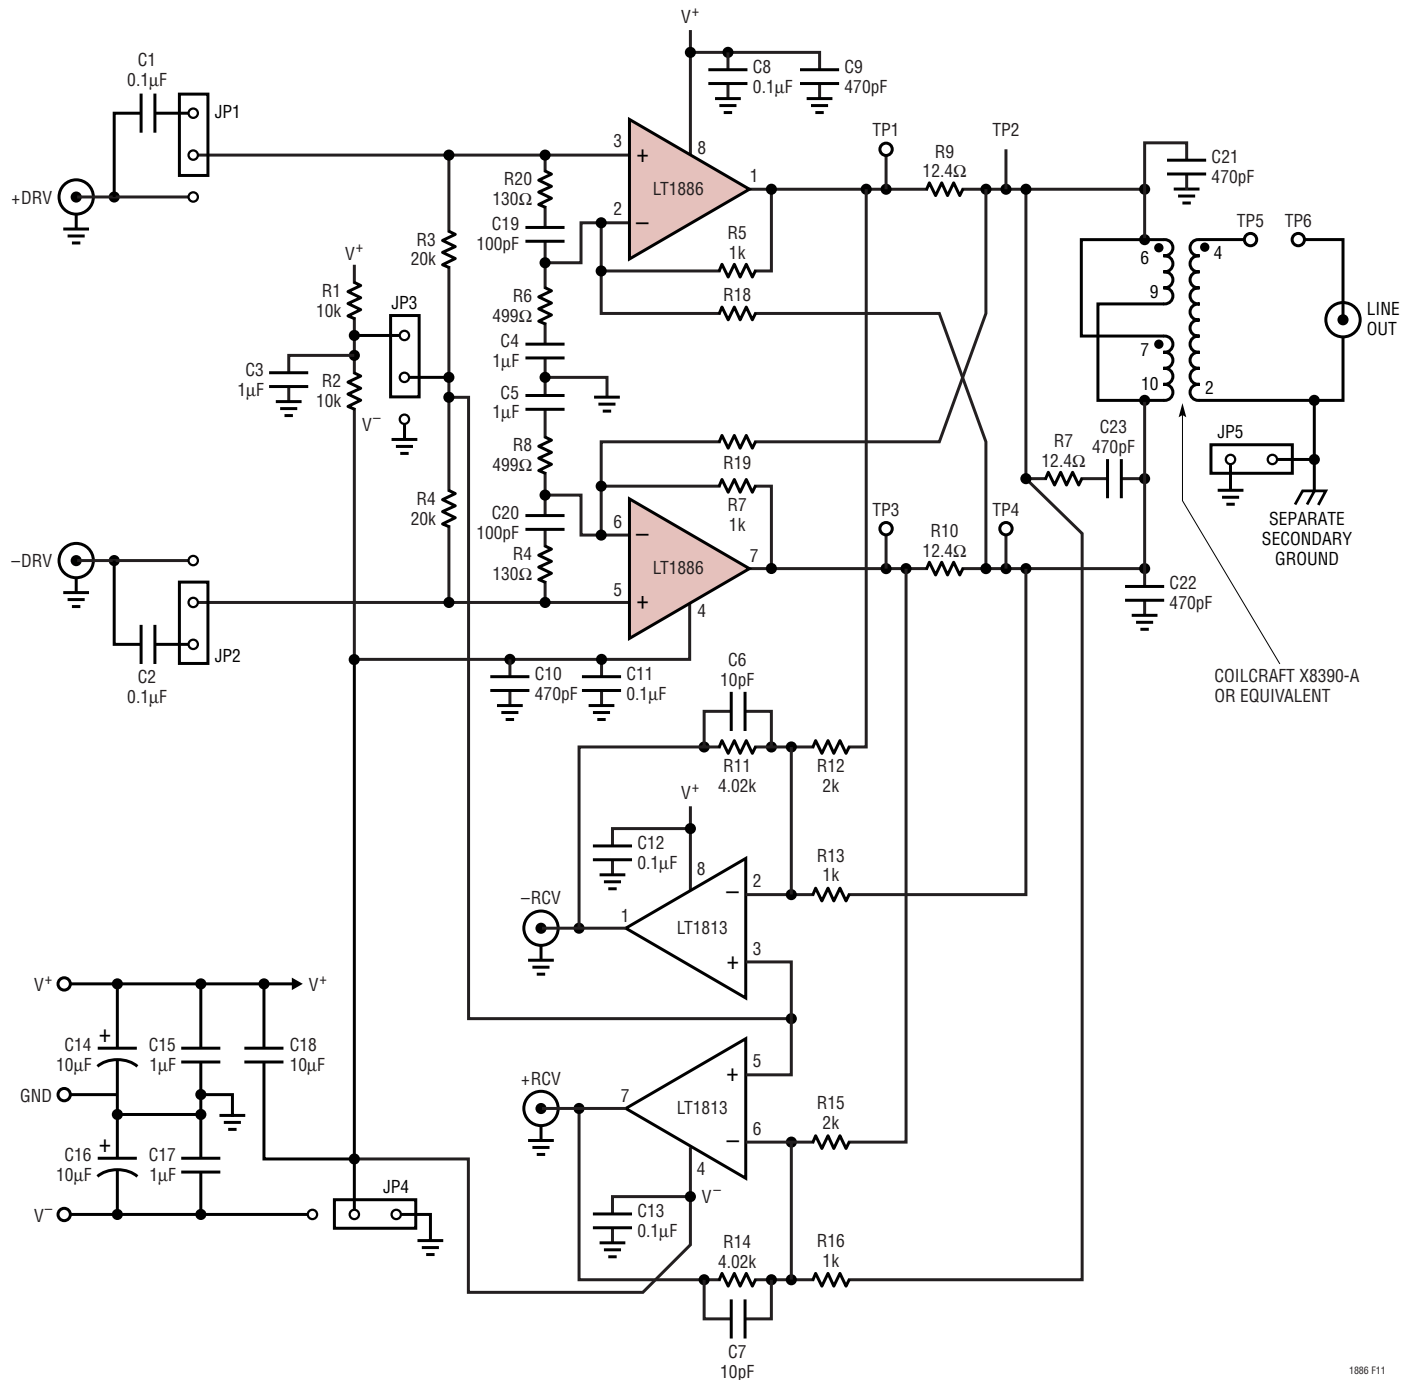 V+
C1
0.1µF
JP1
+DRV
C8
0.1µF
C9
470pF
3
+
8
LT1886
1
2
–
R20
130Ω
C19
100pF
R3
20k
TP1
R9
12.4Ω
TP2
C21
470pF
TP5
TP6
6
4
9
7
10
2
LINE
OUT
V+
R1
10k
JP3
C3
1µF
R2
10k
V–
R5
1k
R18
R6
499Ω
C4
1µF
C5
1µF
R8
499Ω
R19
R7
1k
R4
20k
C20
100pF
R4
130Ω
6
–
LT1886
7
5
+
4
TP3
R10
12.4Ω
TP4
R7
12.4Ω
C23
470pF
JP5
SEPARATE
SECONDARY
GROUND
C22
470pF
–DRV
JP2
C2
0.1µF
C10
470pF
C11
0.1µF
COILCRAFT X8390-A
OR EQUIVALENT
C6
10pF
R11
4.02k
R12
2k
V+
C12
0.1µF
8
–
2
R13
1k
–RCV
1
LT1813
3
+
V+
V+
C14
+
10µF
C15
1µF
C18
10µF
GND
C16
+
10µF
C17
1µF
V–
JP4
+RCV
7
5
+
LT1813
6
–
R15
2k
4
V–
C13
0.1µF
R14
4.02k
R16
1k
C7
10pF
1886 F11